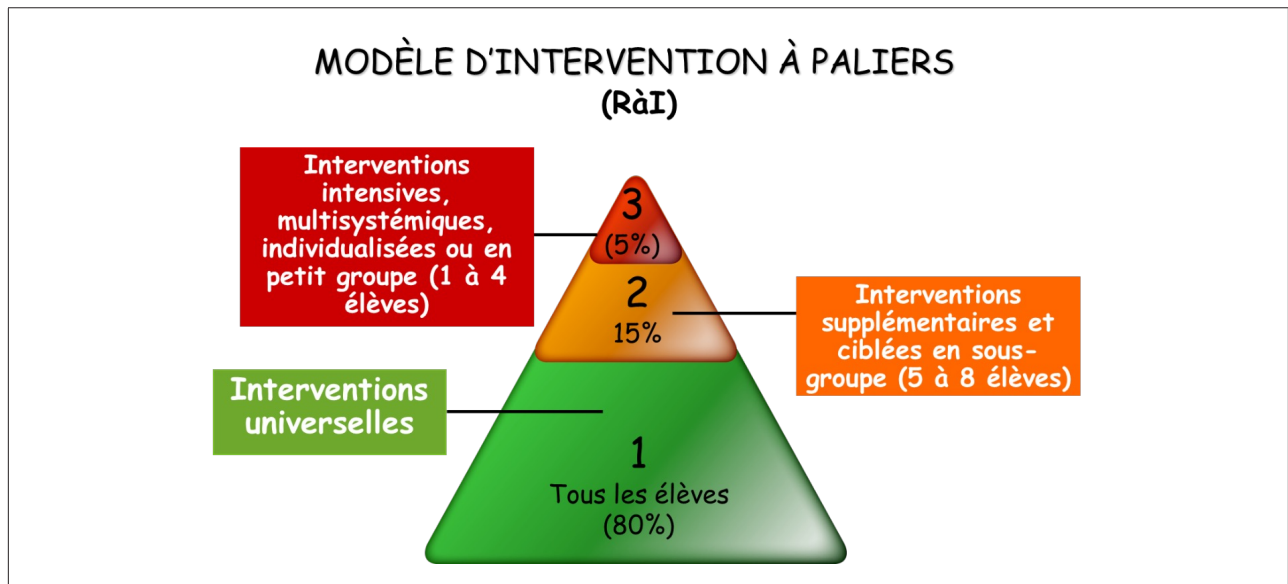 MODÈLE D'INTERVENTION À PALIERS
(RàI)
Interventions
intensives,
multisystémiques,
individualisées ou en
petit groupe (1 à 4
élèves)
3
(5%)
2
15%
Interventions
supplémentaires et
ciblées en sous-
groupe (5 à 8 élèves)
Interventions
universelles
1
Tous les élèves
(80%)